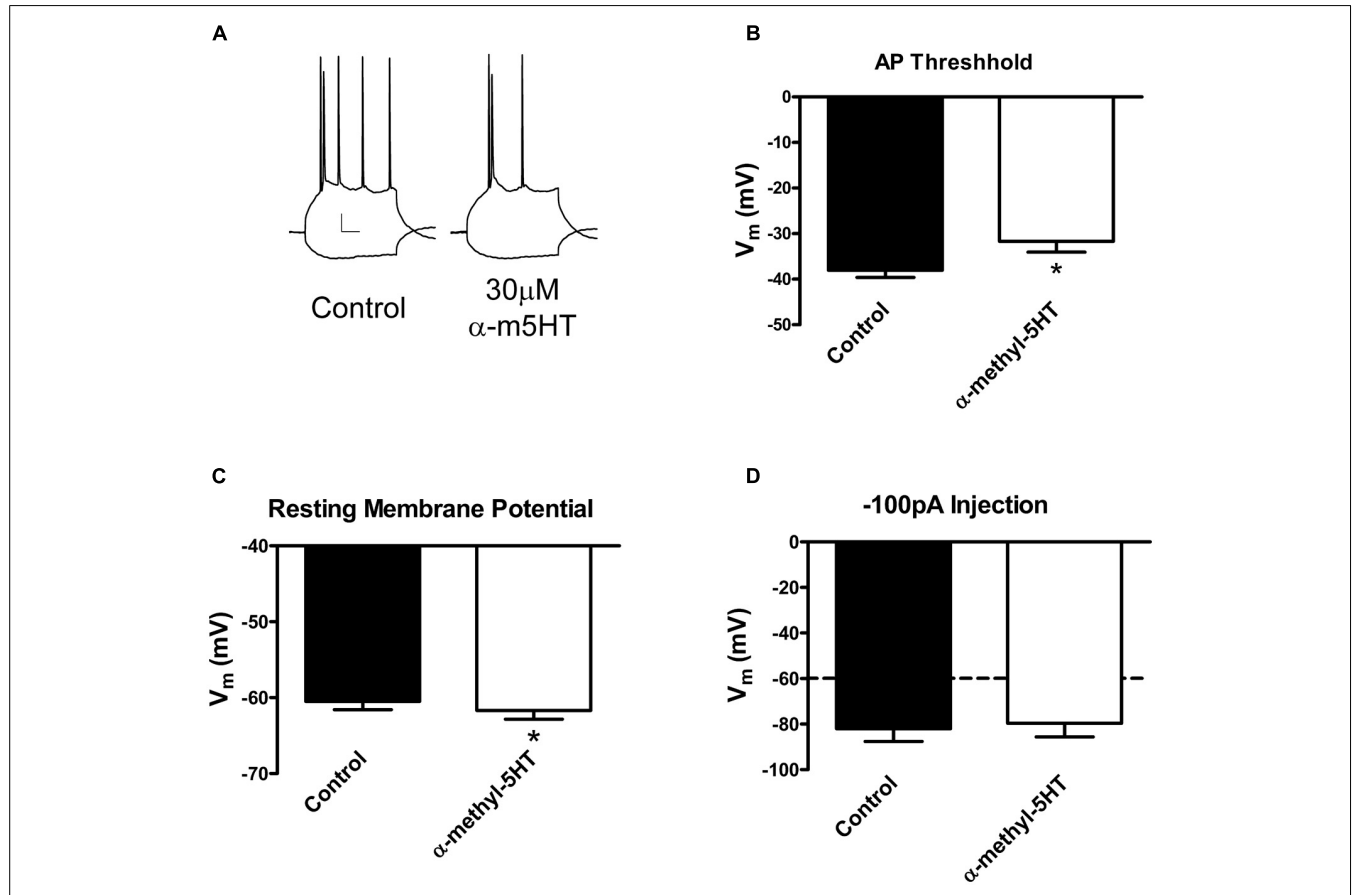 A
Control
30μM
α-m5HT
B
AP Threshhold
Vm (mV)
0
-10
-20
-30
-40
-50
*
Control
α-methyl-5HT
C
Resting Membrane Potential
Vm (mV)
-40
-50
-60
-70
*
Control
α-methyl-5HT
D
-100pA Injection
Vm (mV)
0
-20
-40
-60
-80
-100
Control
α-methyl-5HT